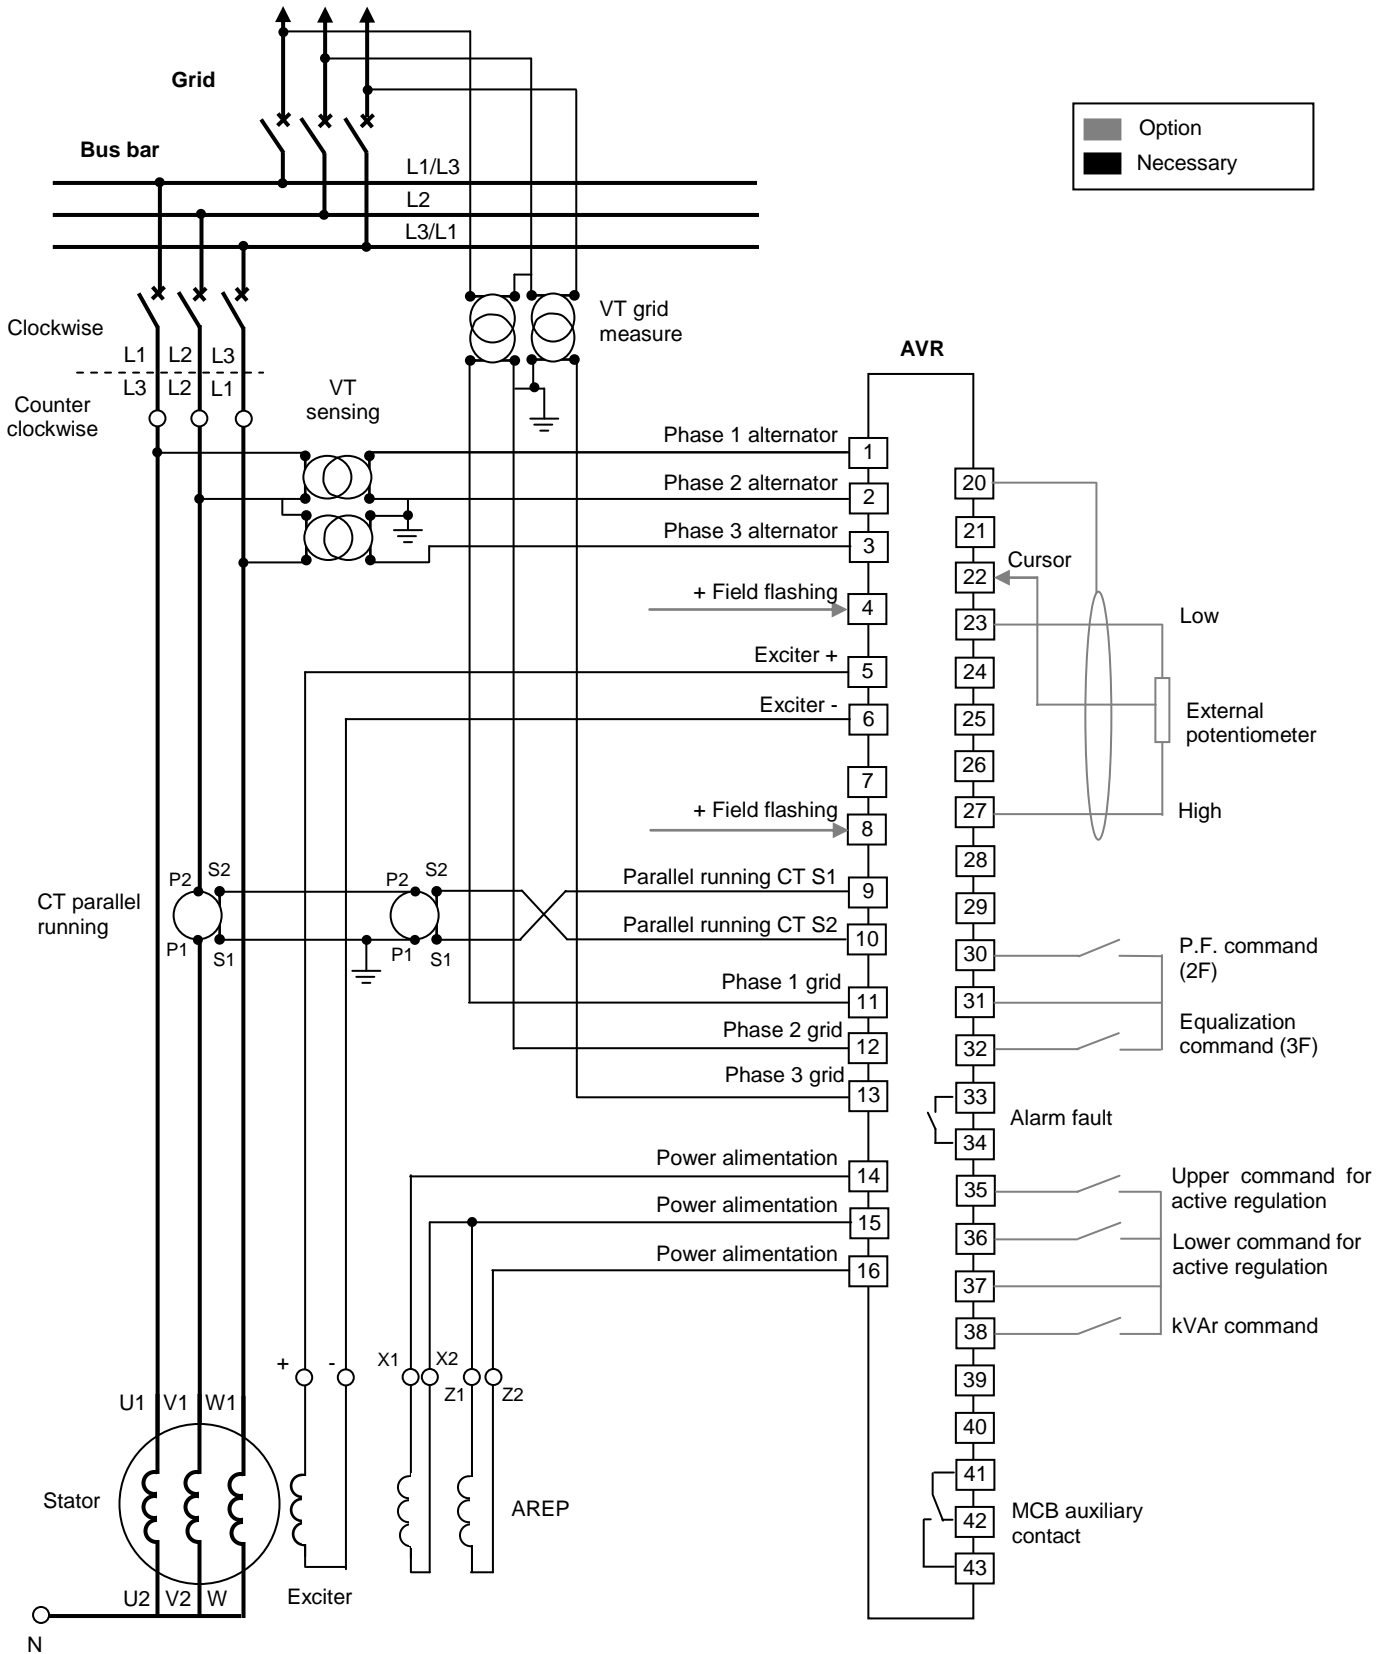 Grid
Option
Necessary
Bus bar
L1/L3
L2
L3/L1
VT grid
measure
Clockwise
L1 L2 L3
L3 L2 L1
Counter
clockwise
VT
sensing
AVR
Phase 1 alternator
1
Phase 2 alternator
2
Phase 3 alternator
3
+ Field flashing
4
Exciter +
5
Exciter -
6
7
+ Field flashing
8
Parallel running CT S1
9
Parallel running CT S2
10
Phase 1 grid
11
Phase 2 grid
12
Phase 3 grid
13
Power alimentation
14
Power alimentation
15
Power alimentation
16
20
21
22
Cursor
23
Low
24
25
External
potentiometer
26
27
High
28
29
30
P.F. command
(2F)
31
32
Equalization
command (3F)
33
Alarm fault
34
35
Upper command for
active regulation
36
Lower command for
active regulation
37
38
kVAr command
39
40
41
42
MCB auxiliary
contact
43
CT parallel
running
P2 S2
P1 S1
P2 S2
P1 S1
+ -
X1 X2
Z1 Z2
U1 V1 W1
Stator
AREP
U2 V2 W
Exciter
N